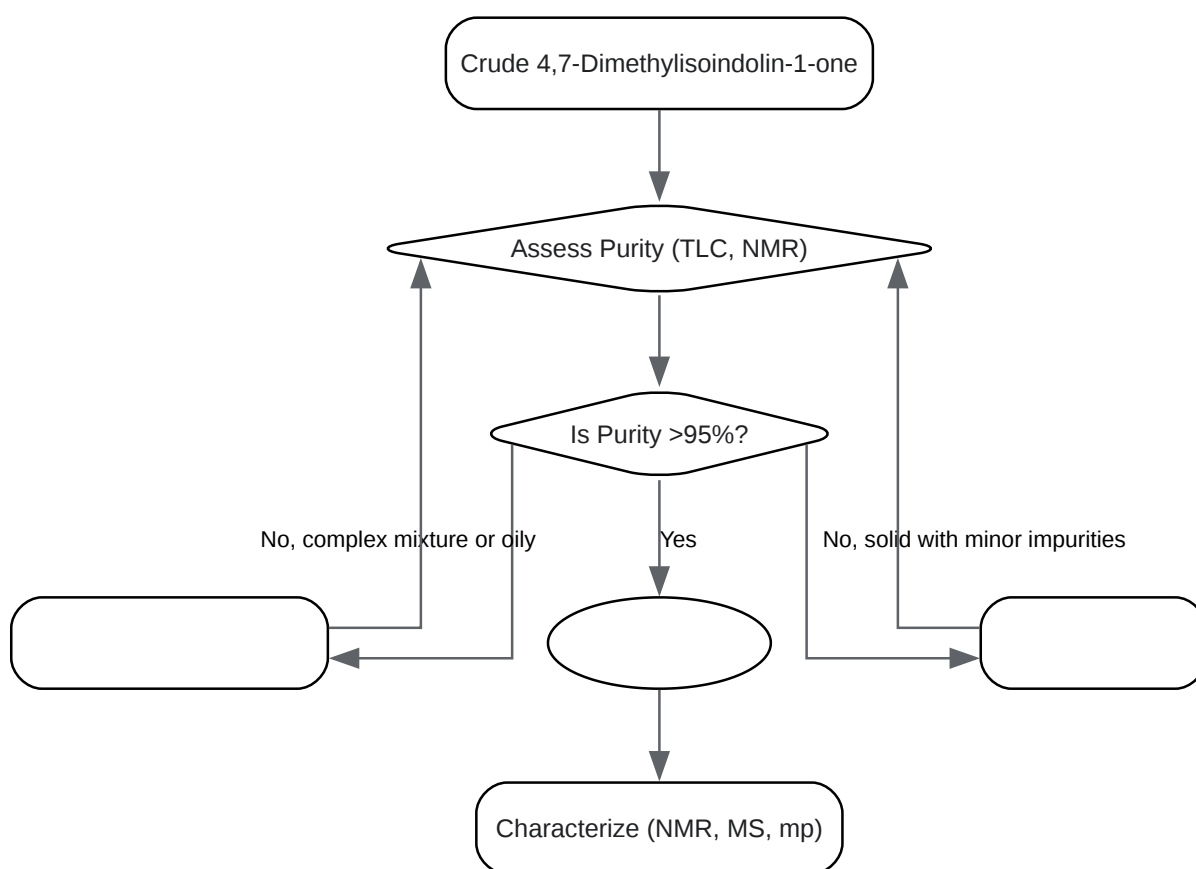 Crude 4,7-Dimethylisoindolin-1-one
Assess Purity (TLC, NMR)
Is Purity >95%?
No, complex mixture or oily
Yes
No, solid with minor impurities
Characterize (NMR, MS, mp)